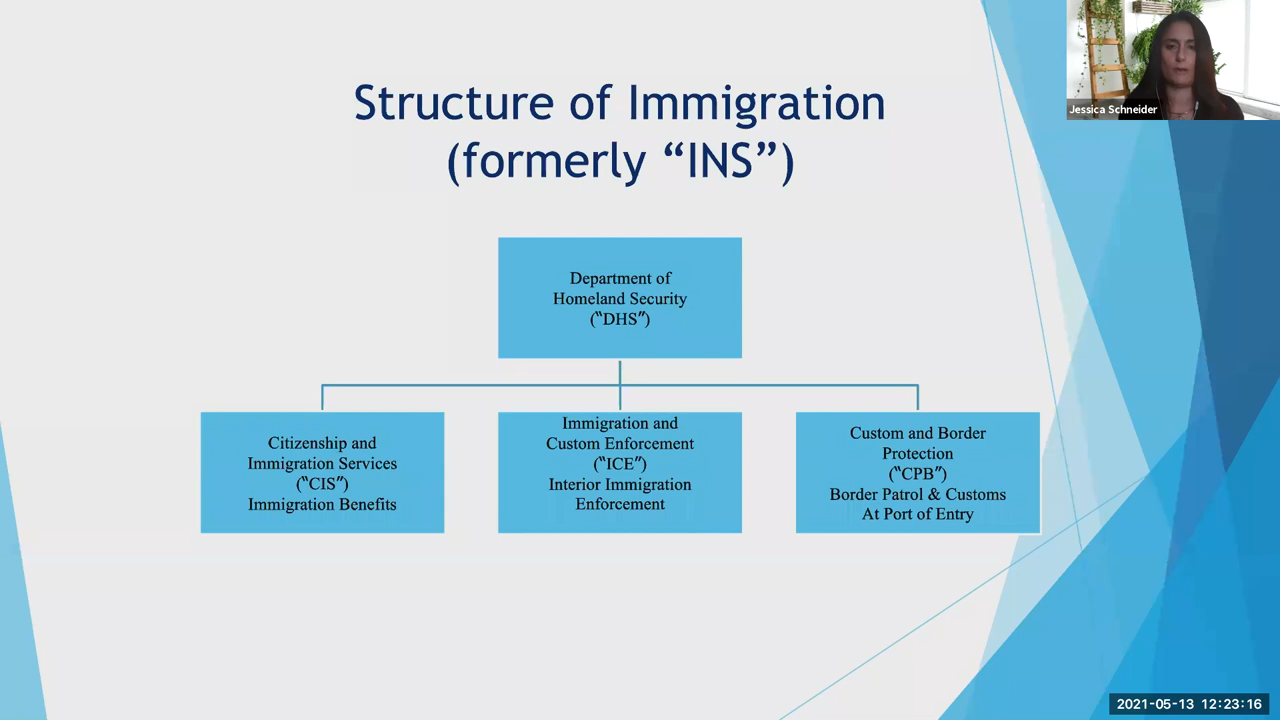 Structure of Immigration
(formerly “INS”)
Jessica Schneider
Department of
Homeland Security
(“DHS”)
Citizenship and
Immigration Services
(“CIS”)
Immigration Benefits
Immigration and
Custom Enforcement
(“ICE”)
Interior Immigration
Enforcement
Custom and Border
Protection
(“CPB”)
Border Patrol & Customs
At Port of Entry
2021-05-13 12:23:16